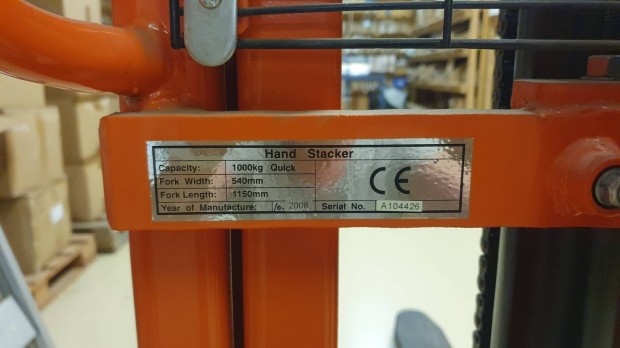 Hand Stacker
Capacity: 1000kg Quick
Fork Width: 540mm
Fork Length: 1150mm
CE
Year of Manufacture: 2008 Serial No. A104426